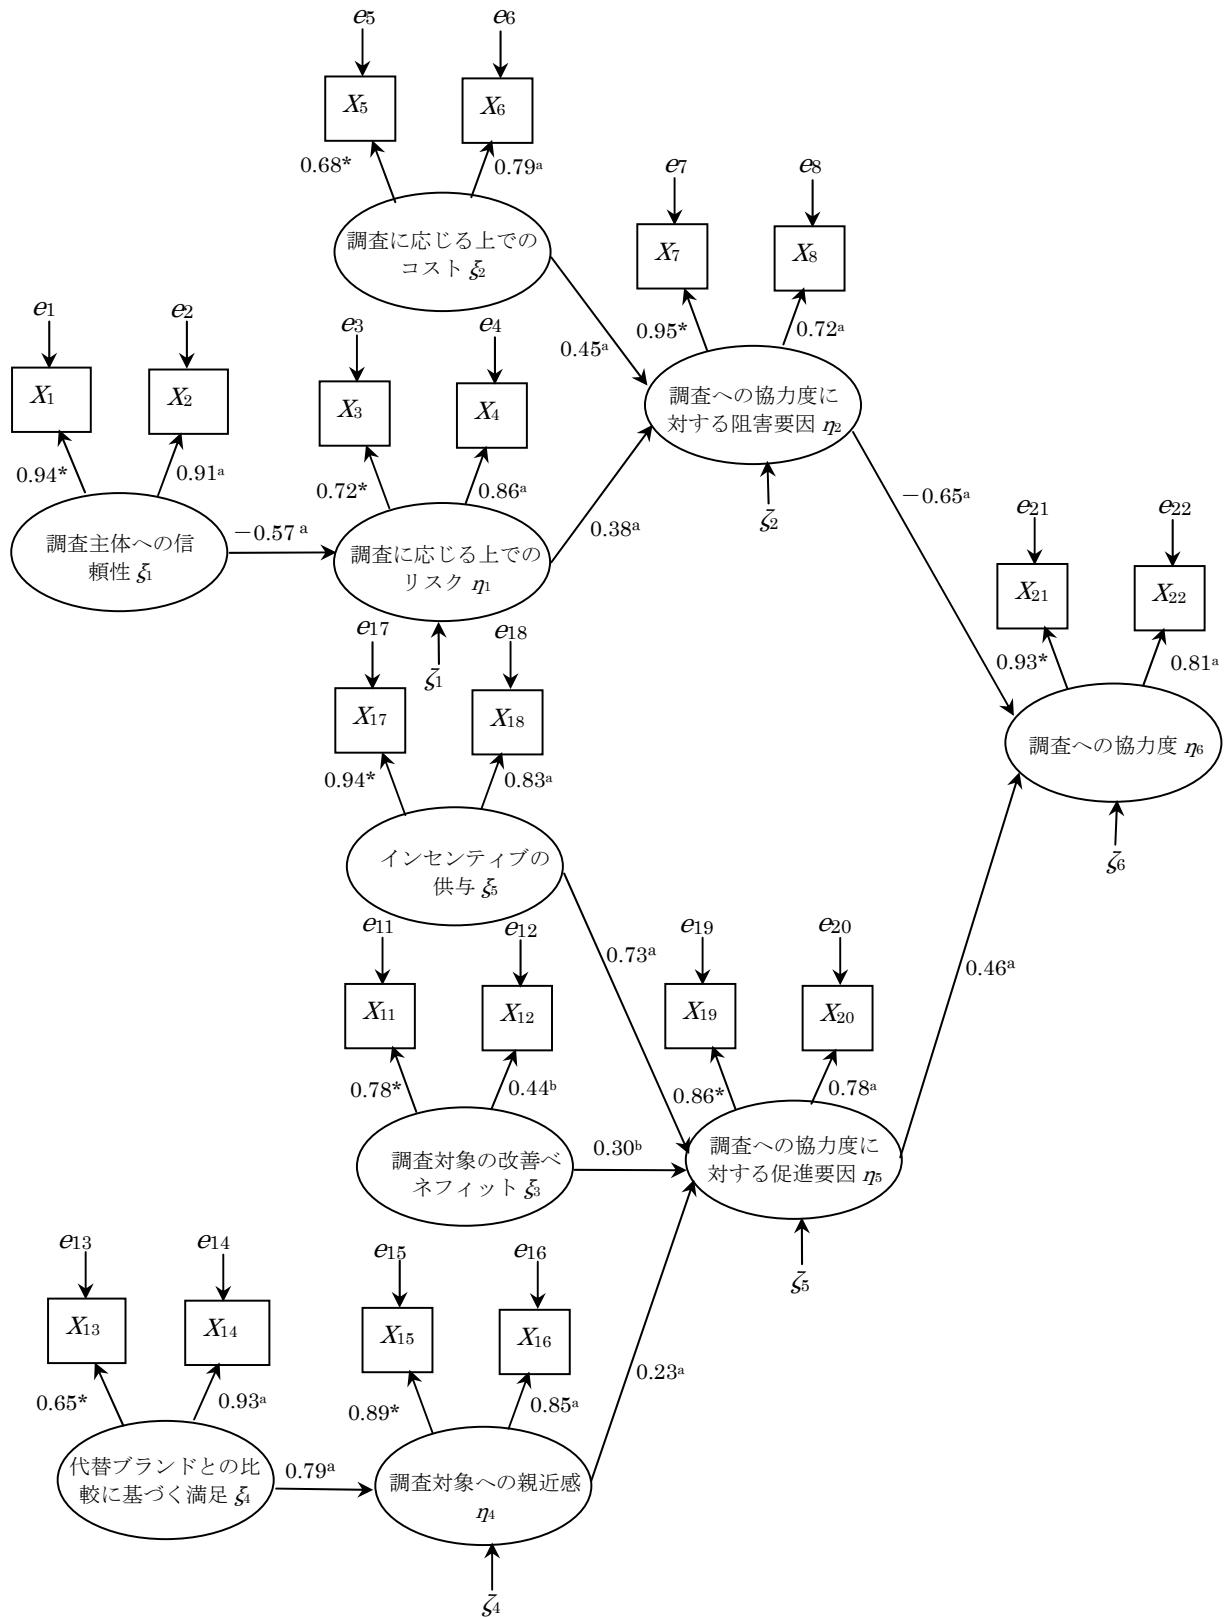 e5 e6
X5 X6
0.68* 0.79a
調査に応じる上での
コスト ξ2
e7 e8
X7 X8
0.95* 0.72a
0.45a
調査への協力度に
対する阻害要因 η2
ζ2
e1 e2
X1 X2
0.94* 0.91a
調査主体への信
頼性 ξ1
−0.57 a
e3 e4
X3 X4
0.72* 0.86a
調査に応じる上での
リスク η1
ζ1
0.38a
−0.65a
e21 e22
X21 X22
0.93* 0.81a
調査への協力度 η6
ζ6
e17 e18
X17 X18
0.94* 0.83a
インセンティブの
供与 ξ5
0.73a
e11 e12
X11 X12
0.78* 0.44b
調査対象の改善ベ
ネフィット ξ3
0.30b
e19 e20
X19 X20
0.86* 0.78a
調査への協力度に
対する促進要因 η5
ζ5
0.46a
e13 e14
X13 X14
0.65* 0.93a
代替ブランドとの比
較に基づく満足 ξ4
0.79a
e15 e16
X15 X16
0.89* 0.85a
調査対象への親近感
η4
ζ4
0.23a